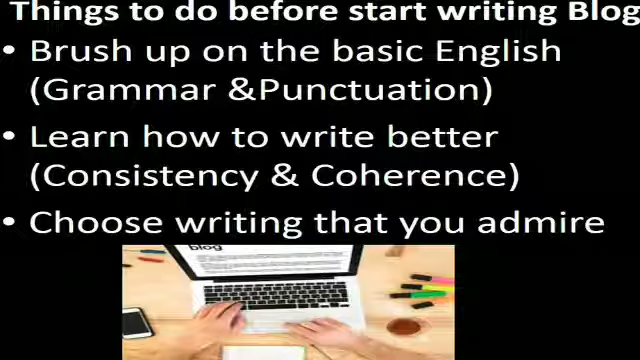 Things to do before start writing Blog
• Brush up on the basic English
(Grammar &Punctuation)
• Learn how to write better
(Consistency & Coherence)
• Choose writing that you admire
blog